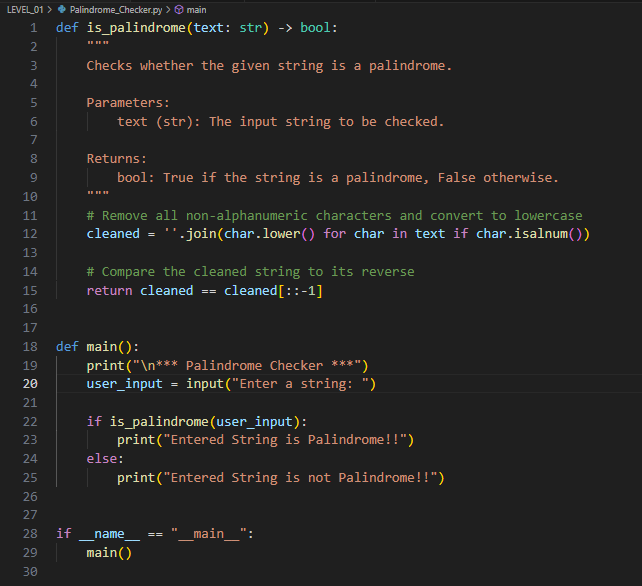 LEVEL_01 > Palindrome_Checker.py > main
1 def is_palindrome(text: str) -> bool:
2     """
3     Checks whether the given string is a palindrome.
4
5     Parameters:
6         text (str): The input string to be checked.
7
8     Returns:
9         bool: True if the string is a palindrome, False otherwise.
10     """
11     # Remove all non-alphanumeric characters and convert to lowercase
12     cleaned = ''.join(char.lower() for char in text if char.isalnum())
13
14     # Compare the cleaned string to its reverse
15     return cleaned == cleaned[::-1]
16
17
18 def main():
19     print("\n*** Palindrome Checker ***")
20     user_input = input("Enter a string: ")
21
22     if is_palindrome(user_input):
23         print("Entered String is Palindrome!!")
24     else:
25         print("Entered String is not Palindrome!!")
26
27
28 if __name__ == "__main__":
29     main()
30